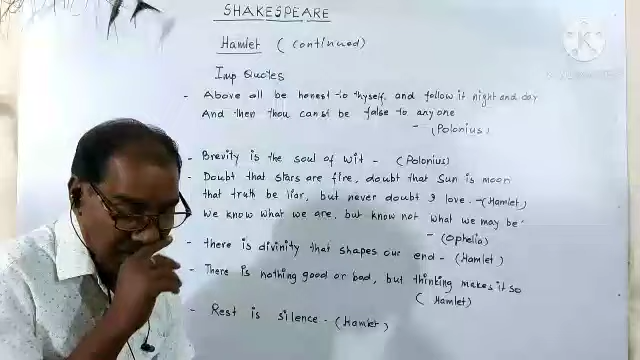 SHAKESPEARE
Hamlet ( continued)
Imp Quotes
- Above all be honest to thyself and follow it night and day
And then thou canst be false to any one
- (Polonius)
- Brevity is the soul of wit - (Polonius)
- Doubt that stars are fire, doubt that sun is moon
that truth be liar, but never doubt I love. - (Hamlet)
We know what we are, but know not what we may be.
- (Ophelia)
- there is divinity that shapes our end - (Hamlet)
- There is nothing good or bad, but thinking makes it so
( Hamlet)
- Rest is silence - (Hamlet)